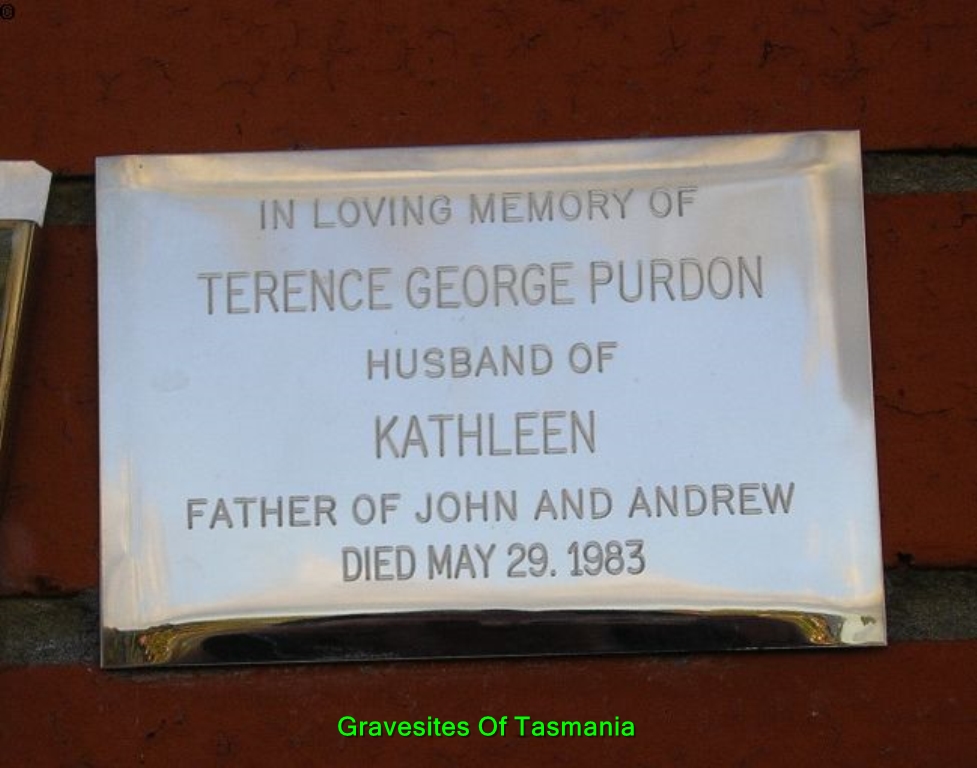 ©
IN LOVING MEMORY OF
TERENCE GEORGE PURDON
HUSBAND OF
KATHLEEN
FATHER OF JOHN AND ANDREW
DIED MAY 29. 1983
Gravesites Of Tasmania